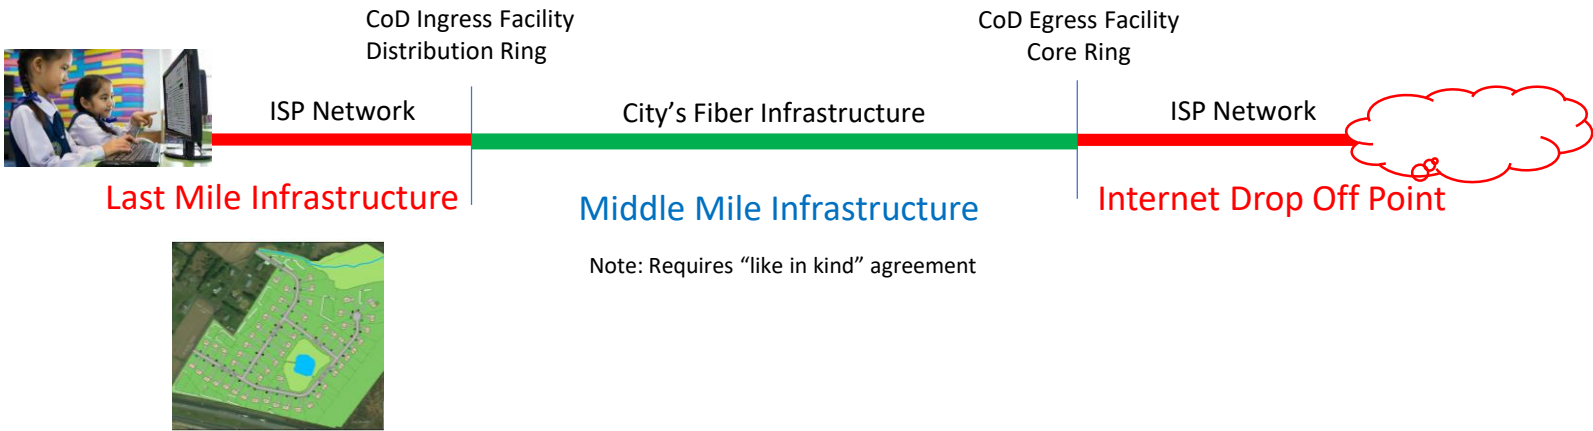 CoD Ingress Facility
Distribution Ring
CoD Egress Facility
Core Ring
ISP Network
City’s Fiber Infrastructure
ISP Network
Last Mile Infrastructure
Middle Mile Infrastructure
Internet Drop Off Point
Note: Requires “like in kind” agreement